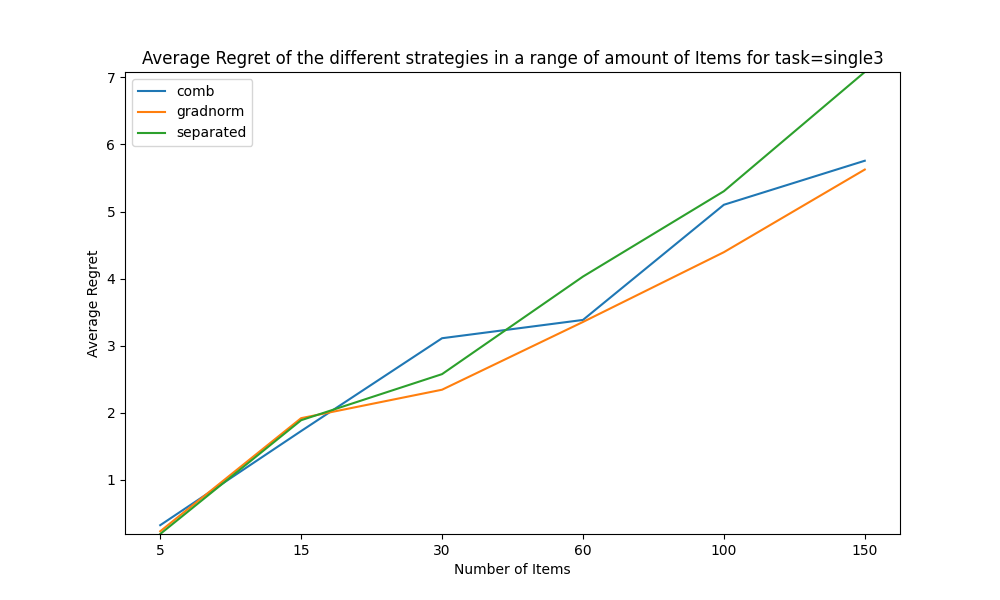 Average Regret of the different strategies in a range of amount of Items for task=single3
comb
gradnorm
separated
7
6
5
4
3
2
1
Average Regret
5 15 30 60 100 150
Number of Items